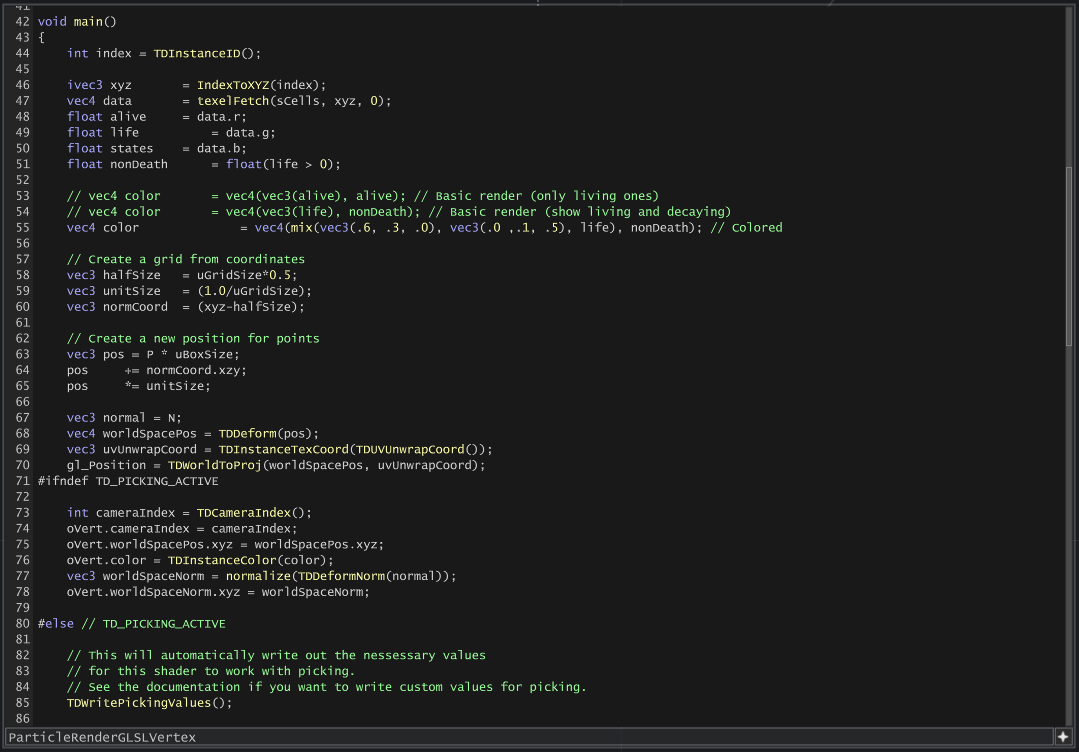 41
42 void main()
43 {
44     int index = TDInstanceID();
45
46     ivec3 xyz       = IndexToXYZ(index);
47     vec4 data       = texelFetch(sCells, xyz, 0);
48     float alive     = data.r;
49     float life          = data.g;
50     float states    = data.b;
51     float nonDeath      = float(life > 0);
52
53     // vec4 color       = vec4(vec3(alive), alive); // Basic render (only living ones)
54     // vec4 color       = vec4(vec3(life), nonDeath); // Basic render (show living and decaying)
55     vec4 color              = vec4(mix(vec3(.6, .3, .0), vec3(.0 ,.1, .5), life), nonDeath); // Colored
56
57     // Create a grid from coordinates
58     vec3 halfSize   = uGridSize*0.5;
59     vec3 unitSize   = (1.0/uGridSize);
60     vec3 normCoord  = (xyz-halfSize);
61
62     // Create a new position for points
63     vec3 pos = P * uBoxSize;
64     pos     += normCoord.xzy;
65     pos     *= unitSize;
66
67     vec3 normal = N;
68     vec4 worldSpacePos = TDDeform(pos);
69     vec3 uvUnwrapCoord = TDInstanceTexCoord(TDUVUnwrapCoord());
70     gl_Position = TDWorldToProj(worldSpacePos, uvUnwrapCoord);
71 #ifndef TD_PICKING_ACTIVE
72
73     int cameraIndex = TDCameraIndex();
74     oVert.cameraIndex = cameraIndex;
75     oVert.worldSpacePos.xyz = worldSpacePos.xyz;
76     oVert.color = TDInstanceColor(color);
77     vec3 worldSpaceNorm = normalize(TDDeformNorm(normal));
78     oVert.worldSpaceNorm.xyz = worldSpaceNorm;
79
80 #else // TD_PICKING_ACTIVE
81
82     // This will automatically write out the nessessary values
83     // for this shader to work with picking.
84     // See the documentation if you want to write custom values for picking.
85     TDWritePickingValues();
86
ParticleRenderGLSLVertex